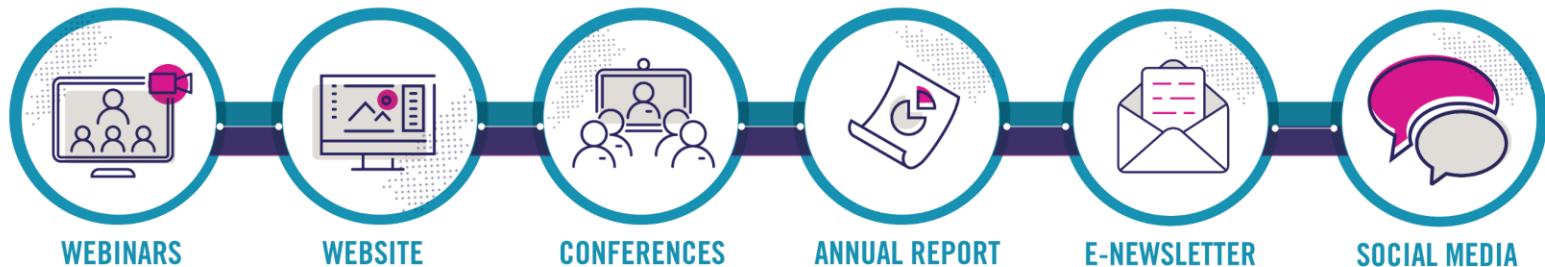 WEBINARS
WEBSITE
CONFERENCES
ANNUAL REPORT
E-NEWSLETTER
SOCIAL MEDIA